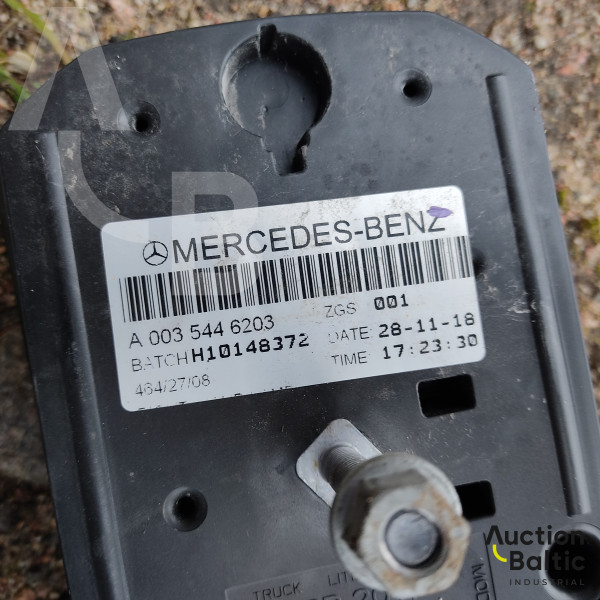 MERCEDES-BENZ
A 003 544 6203
ZGS 001
BATCH H10148372
DATE: 28-11-18
TIME: 17:23:30
464/27/08
TRUCK LIT
Auction
Baltic
INDUSTRIAL